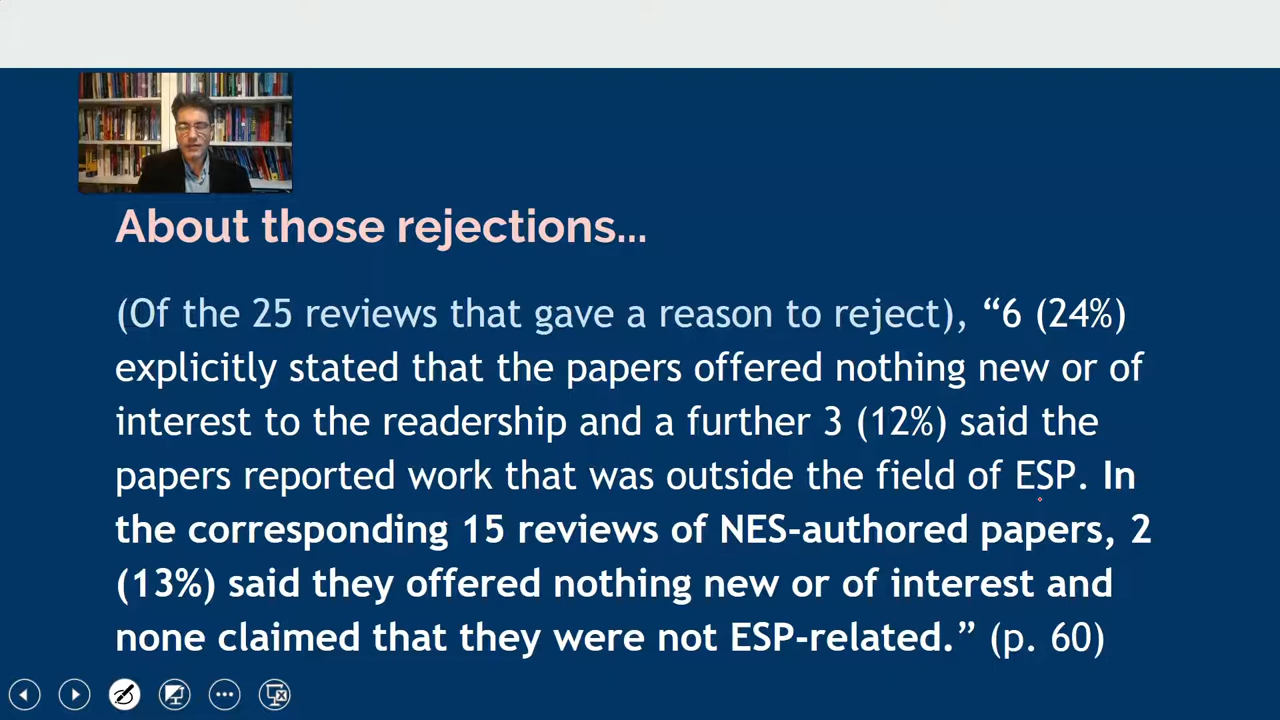 About those rejections...
(Of the 25 reviews that gave a reason to reject), “6 (24%)
explicitly stated that the papers offered nothing new or of
interest to the readership and a further 3 (12%) said the
papers reported work that was outside the field of ESP. In
the corresponding 15 reviews of NES-authored papers, 2
(13%) said they offered nothing new or of interest and
none claimed that they were not ESP-related.” (p. 60)